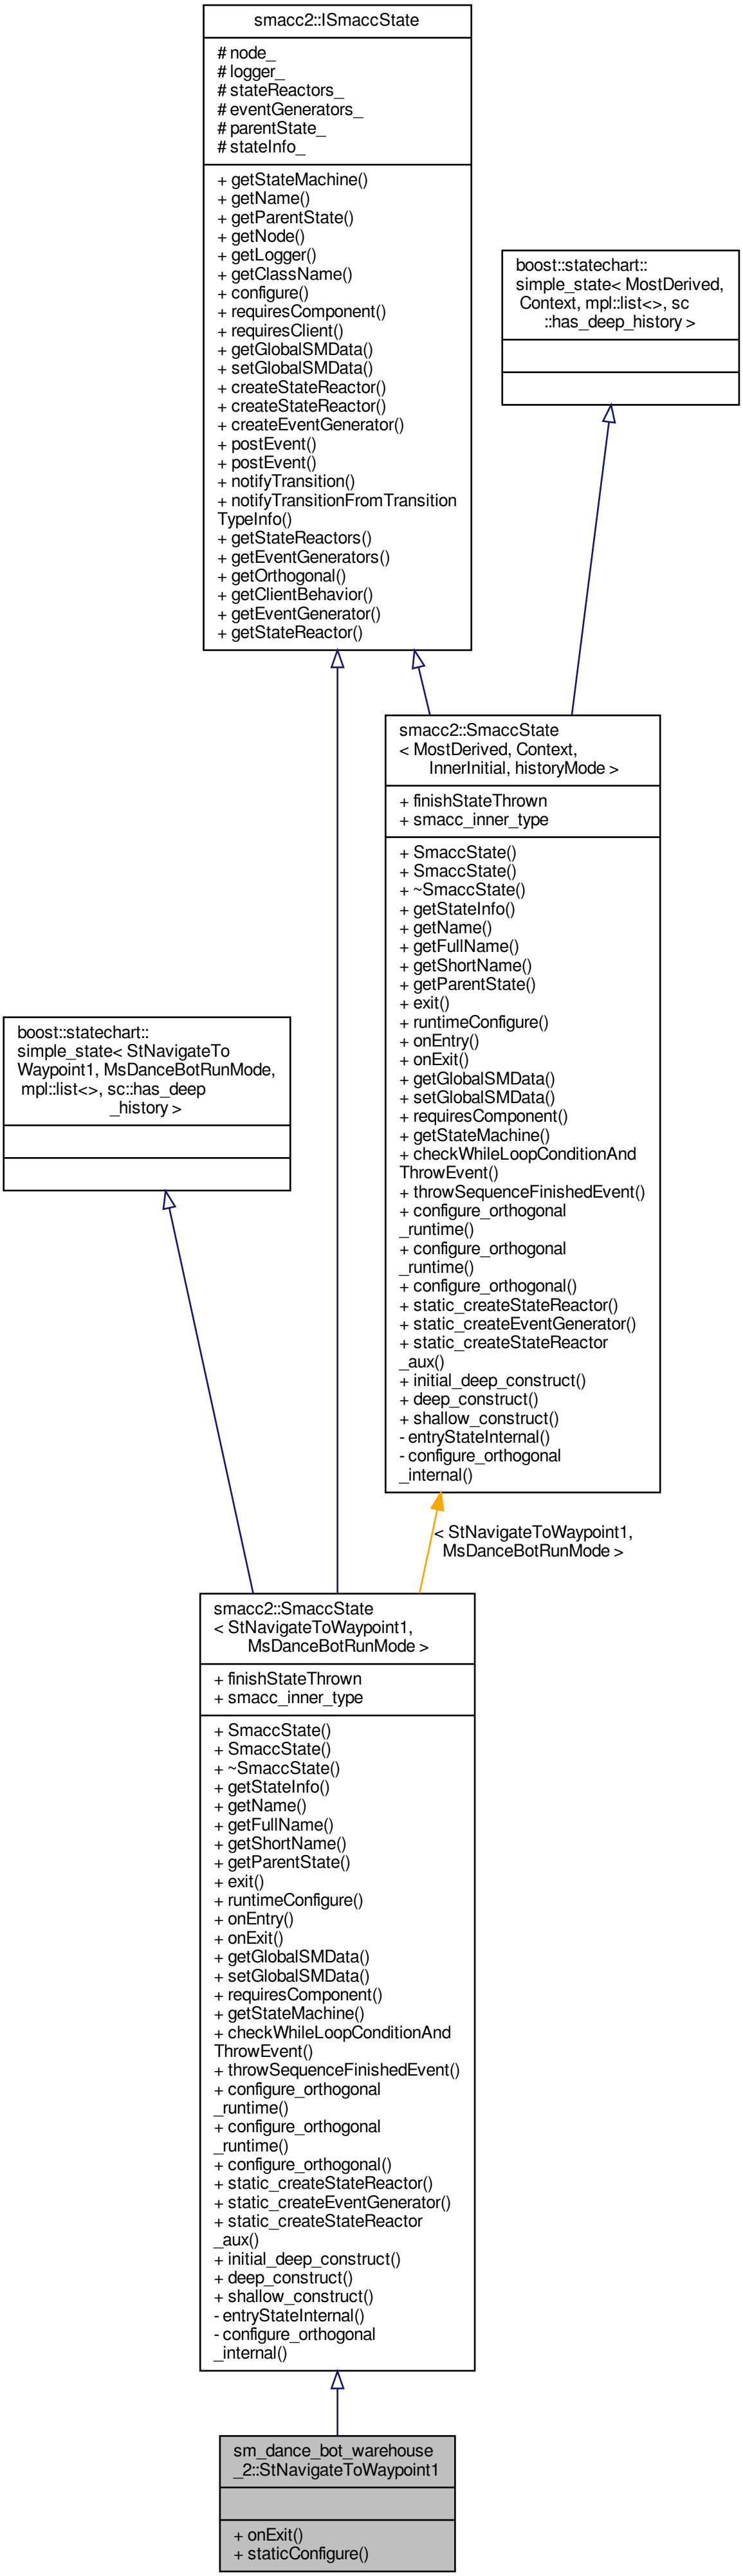 smacc2::ISmaccState
# node_
# logger_
# stateReactors_
# eventGenerators_
# parentState_
# stateInfo_
+ getStateMachine()
+ getName()
+ getParentState()
+ getNode()
+ getLogger()
+ getClassName()
+ configure()
+ requiresComponent()
+ requiresClient()
+ getGlobalSMData()
+ setGlobalSMData()
+ createStateReactor()
+ createStateReactor()
+ createEventGenerator()
+ postEvent()
+ postEvent()
+ notifyTransition()
+ notifyTransitionFromTransition
TypeInfo()
+ getStateReactors()
+ getEventGenerators()
+ getOrthogonal()
+ getClientBehavior()
+ getEventGenerator()
+ getStateReactor()
boost::statechart::
simple_state< MostDerived,
Context, mpl::list<>, sc
::has_deep_history >
smacc2::SmaccState
< MostDerived, Context,
InnerInitial, historyMode >
+ finishStateThrown
+ smacc_inner_type
+ SmaccState()
+ SmaccState()
+ ~SmaccState()
+ getStateInfo()
+ getName()
+ getFullName()
+ getShortName()
+ getParentState()
+ exit()
+ runtimeConfigure()
+ onEntry()
+ onExit()
+ getGlobalSMData()
+ setGlobalSMData()
+ requiresComponent()
+ getStateMachine()
+ checkWhileLoopConditionAnd
ThrowEvent()
+ throwSequenceFinishedEvent()
+ configure_orthogonal
_runtime()
+ configure_orthogonal
_runtime()
+ configure_orthogonal()
+ static_createStateReactor()
+ static_createEventGenerator()
+ static_createStateReactor
_aux()
+ initial_deep_construct()
+ deep_construct()
+ shallow_construct()
- entryStateInternal()
- configure_orthogonal
_internal()
boost::statechart::
simple_state< StNavigateTo
Waypoint1, MsDanceBotRunMode,
mpl::list<>, sc::has_deep
_history >
< StNavigateToWaypoint1,
MsDanceBotRunMode >
smacc2::SmaccState
< StNavigateToWaypoint1,
MsDanceBotRunMode >
+ finishStateThrown
+ smacc_inner_type
+ SmaccState()
+ SmaccState()
+ ~SmaccState()
+ getStateInfo()
+ getName()
+ getFullName()
+ getShortName()
+ getParentState()
+ exit()
+ runtimeConfigure()
+ onEntry()
+ onExit()
+ getGlobalSMData()
+ setGlobalSMData()
+ requiresComponent()
+ getStateMachine()
+ checkWhileLoopConditionAnd
ThrowEvent()
+ throwSequenceFinishedEvent()
+ configure_orthogonal
_runtime()
+ configure_orthogonal
_runtime()
+ configure_orthogonal()
+ static_createStateReactor()
+ static_createEventGenerator()
+ static_createStateReactor
_aux()
+ initial_deep_construct()
+ deep_construct()
+ shallow_construct()
- entryStateInternal()
- configure_orthogonal
_internal()
sm_dance_bot_warehouse
_2::StNavigateToWaypoint1
+ onExit()
+ staticConfigure()